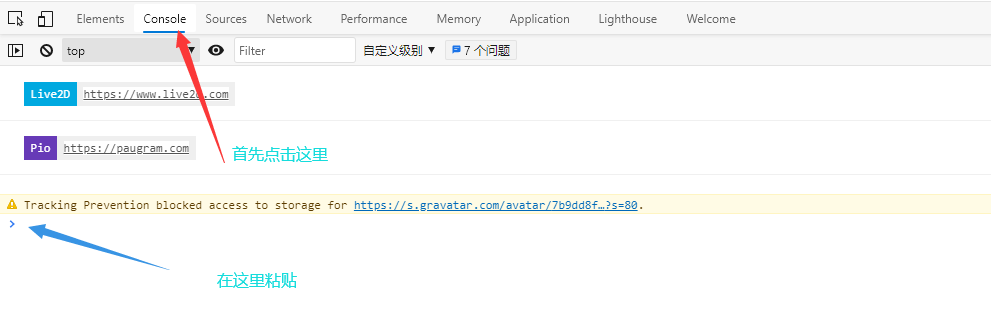 Elements Console Sources Network Performance Memory Application Lighthouse Welcome
top Filter 自定义级别 7 个问题
Live2D https://www.live2d.com
Pio https://paugram.com
首先点击这里
Tracking Prevention blocked access to storage for https://s.gravatar.com/avatar/7b9dd8f…?s=80.
在这里粘贴